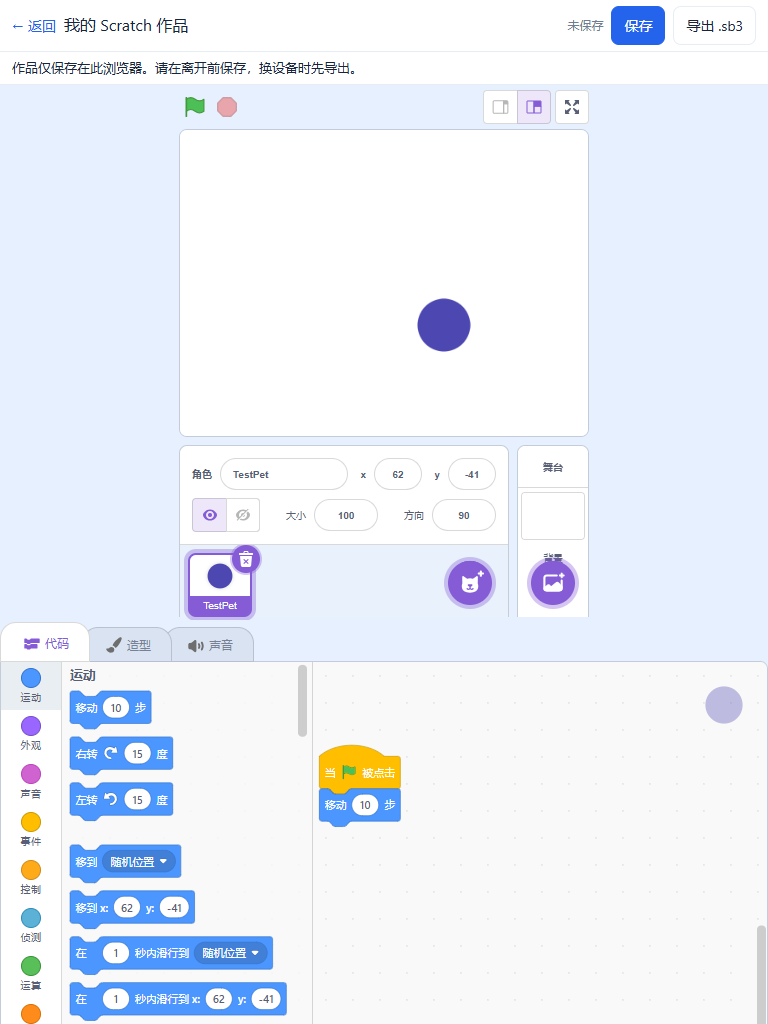 ← 返回 我的 Scratch 作品 未保存 保存 导出 .sb3
作品仅保存在此浏览器。请在离开前保存，换设备时先导出。
角色 TestPet x 62 y -41
舞台
大小 100 方向 90
背景
TestPet
代码 造型 声音
运动
运动
外观
声音
事件
控制
侦测
运算
移动 10 步
右转 15 度
左转 15 度
移到 随机位置
移到 x: 62 y: -41
在 1 秒内滑行到 随机位置
在 1 秒内滑行到 x: 62 y: -41
当 被点击
移动 10 步